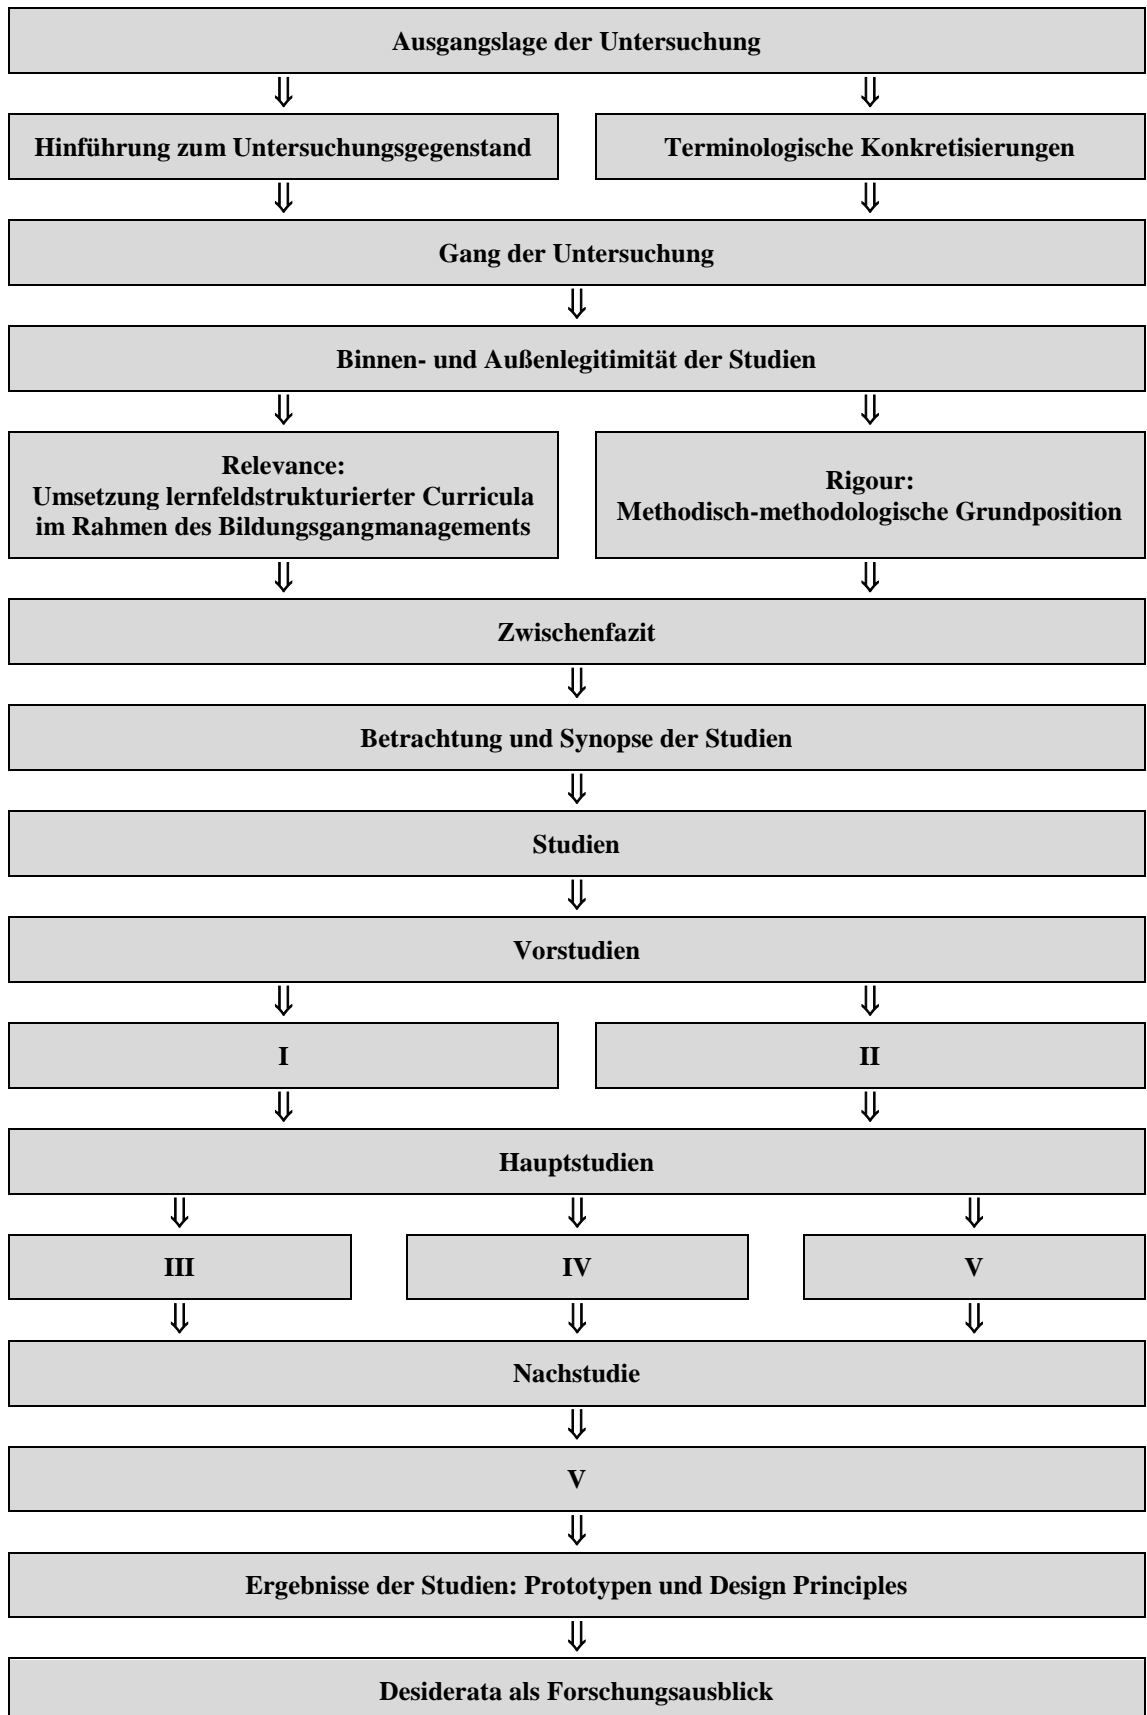 Ausgangslage der Untersuchung
⇓ ⇓
Hinführung zum Untersuchungsgegenstand
Terminologische Konkretisierungen
⇓ ⇓
Gang der Untersuchung
⇓
Binnen- und Außenlegitimität der Studien
⇓ ⇓
Relevance:
Umsetzung lernfeldstrukturierter Curricula
im Rahmen des Bildungsgangmanagements
Rigour:
Methodisch-methodologische Grundposition
⇓ ⇓
Zwischenfazit
⇓
Betrachtung und Synopse der Studien
⇓
Studien
⇓
Vorstudien
⇓ ⇓
I
II
⇓ ⇓
Hauptstudien
⇓ ⇓ ⇓
III
IV
V
⇓ ⇓ ⇓
Nachstudie
⇓
V
⇓
Ergebnisse der Studien: Prototypen und Design Principles
⇓
Desiderata als Forschungsausblick